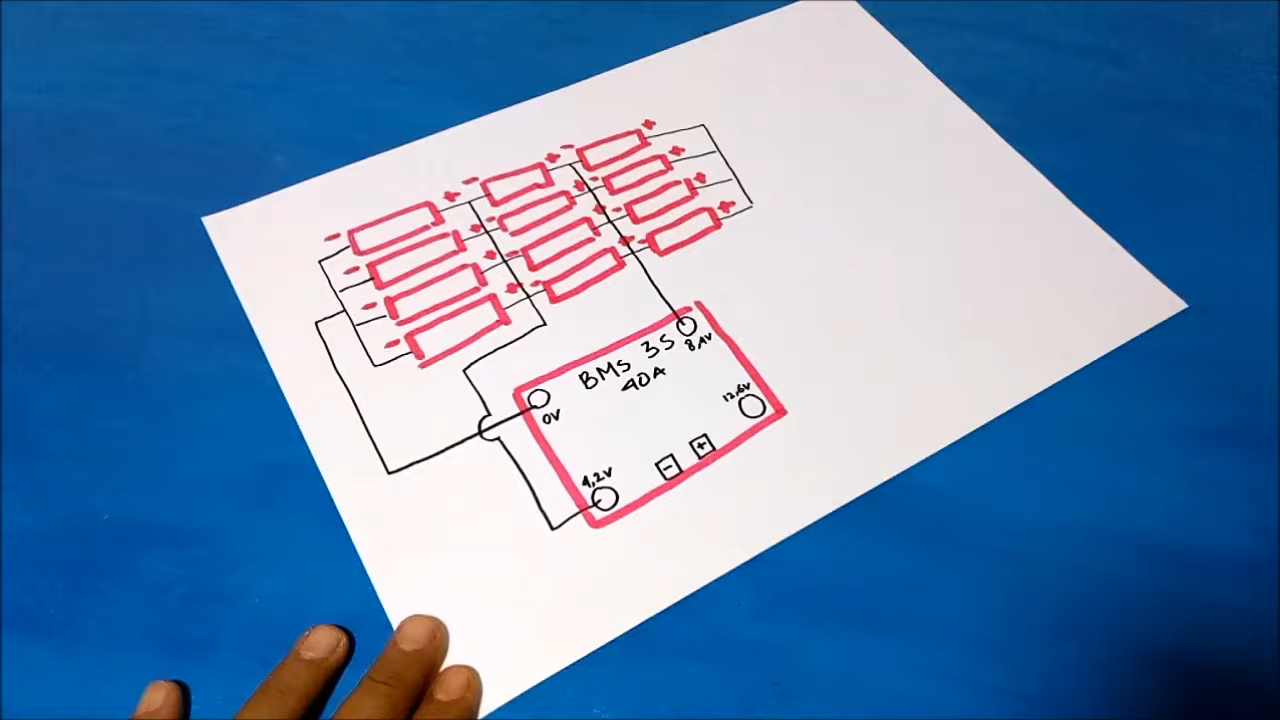 - + - + - +
- + - + - +
- + - + - +
- + - + - +
BMS 3S
40A
8,4V
0V
12,6V
4,2V
- +